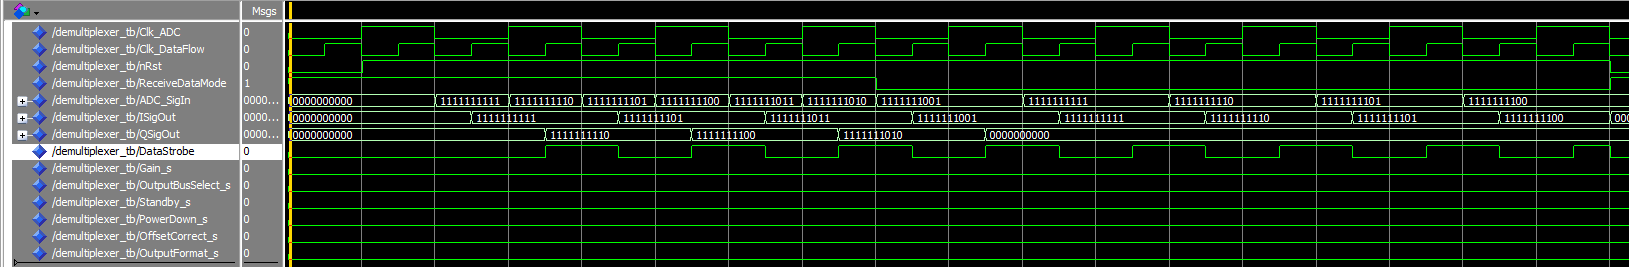 Msgs
/demultiplexer_tb/Clk_ADC 0
/demultiplexer_tb/Clk_DataFlow 0
/demultiplexer_tb/nRst 0
/demultiplexer_tb/ReceiveDataMode 1
/demultiplexer_tb/ADC_SigIn 0000... 0000000000 1111111111 1111111110 1111111101 1111111100 1111111011 1111111010 1111111001 1111111111 1111111110 1111111101 1111111100
/demultiplexer_tb/ISigOut 0000... 0000000000 1111111111 1111111101 1111111011 1111111001 1111111111 1111111110 1111111101 1111111100 000
/demultiplexer_tb/QSigOut 0000... 0000000000 1111111110 1111111100 1111111010 0000000000
/demultiplexer_tb/DataStrobe 0
/demultiplexer_tb/Gain_s 0
/demultiplexer_tb/OutputBusSelect_s 0
/demultiplexer_tb/Standby_s 0
/demultiplexer_tb/PowerDown_s 0
/demultiplexer_tb/OffsetCorrect_s 0
/demultiplexer_tb/OutputFormat_s 0